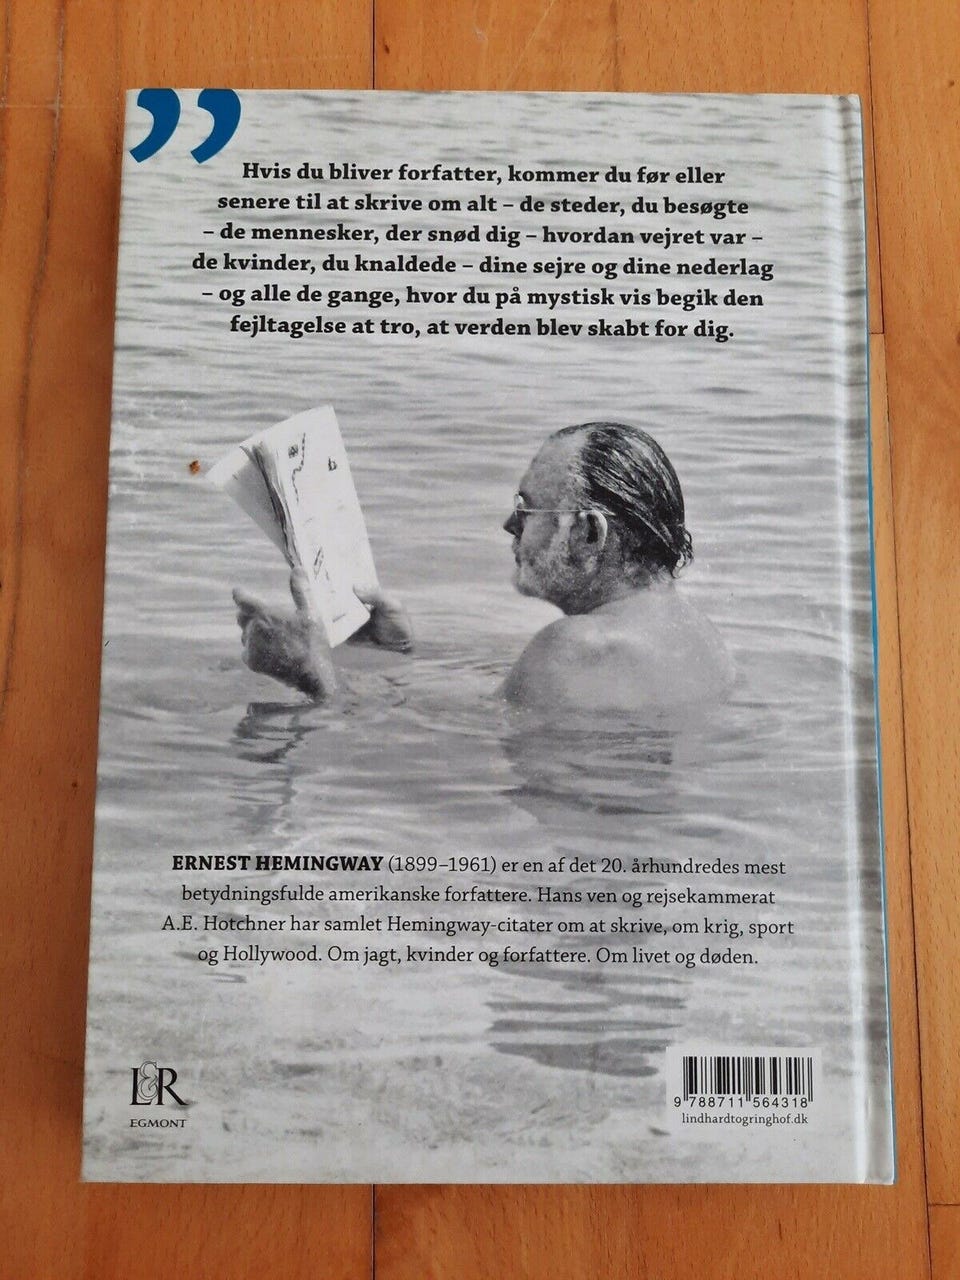 ”
Hvis du bliver forfatter, kommer du før eller
senere til at skrive om alt – de steder, du besøgte
– de mennesker, der snød dig – hvordan vejret var –
de kvinder, du knaldede – dine sejre og dine nederlag
– og alle de gange, hvor du på mystisk vis begik den
fejltagelse at tro, at verden blev skabt for dig.
ERNEST HEMINGWAY (1899–1961) er en af det 20. århundredes mest
betydningsfulde amerikanske forfattere. Hans ven og rejsekammerat
A.E. Hotchner har samlet Hemingway-citater om at skrive, om krig, sport
og Hollywood. Om jagt, kvinder og forfattere. Om livet og døden.
L&R
EGMONT
9 788711 564318
lindhardtogringhof.dk